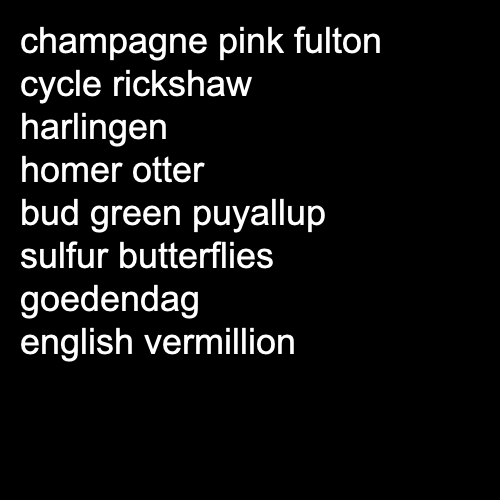 champagne pink fulton
cycle rickshaw
harlingen
homer otter
bud green puyallup
sulfur butterflies
goedendag
english vermillion